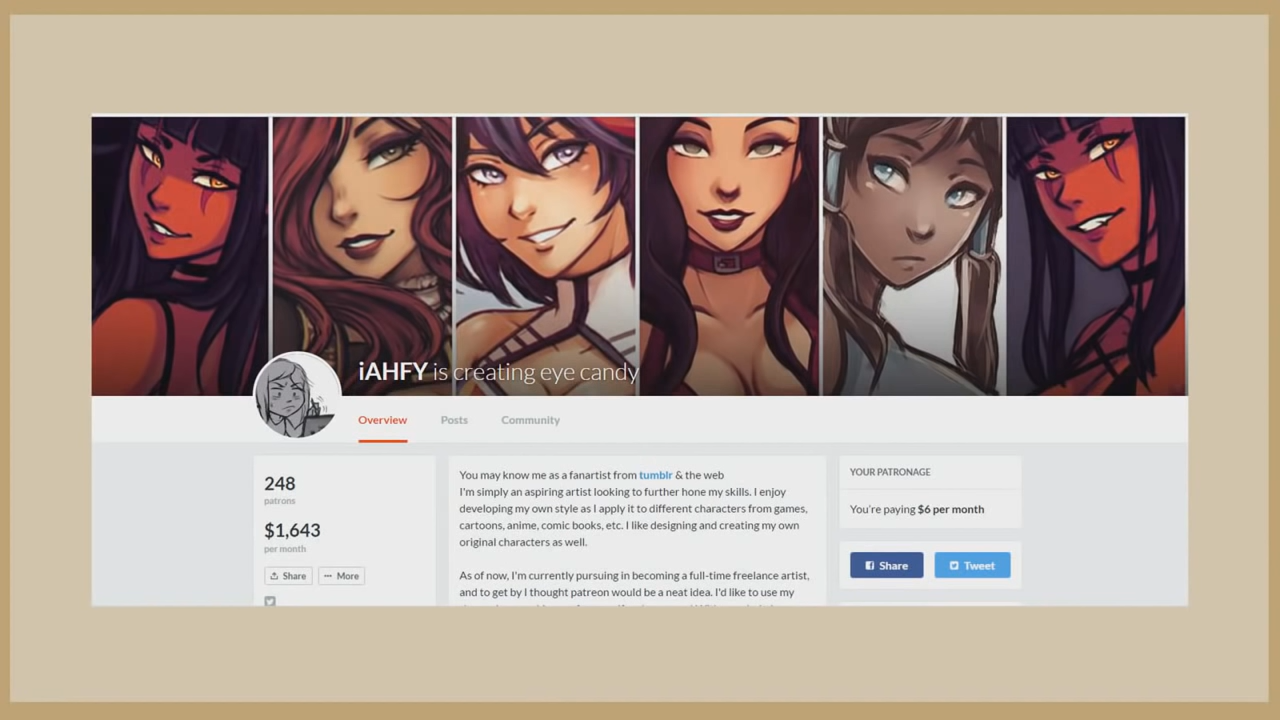 iAHFY is creating eye candy
Overview
Posts
Community
248
patrons
$1,643
per month
Share
More
You may know me as a fanartist from tumblr & the web
I'm simply an aspiring artist looking to further hone my skills. I enjoy
developing my own style as I apply it to different characters from games,
cartoons, anime, comic books, etc. I like designing and creating my own
original characters as well.
As of now, I'm currently pursuing in becoming a full-time freelance artist,
and to get by I thought patreon would be a neat idea. I'd like to use my
YOUR PATRONAGE
You're paying $6 per month
Share
Tweet